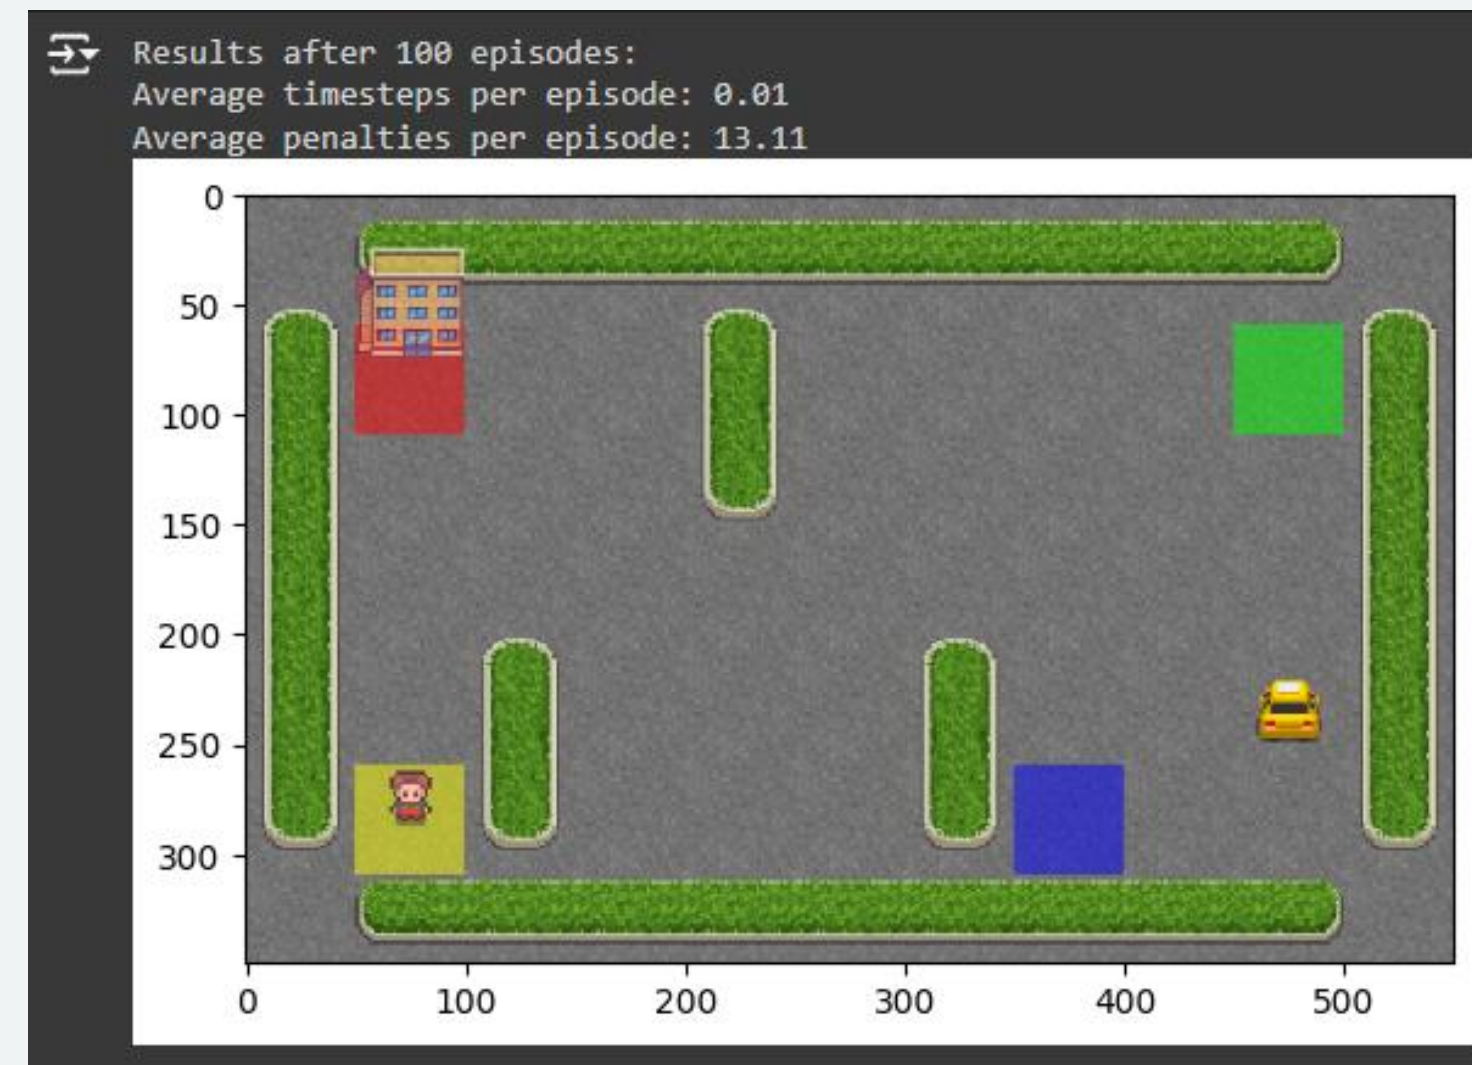 Results after 100 episodes:
Average timesteps per episode: 0.01
Average penalties per episode: 13.11
0
50
100
150
200
250
300
0 100 200 300 400 500